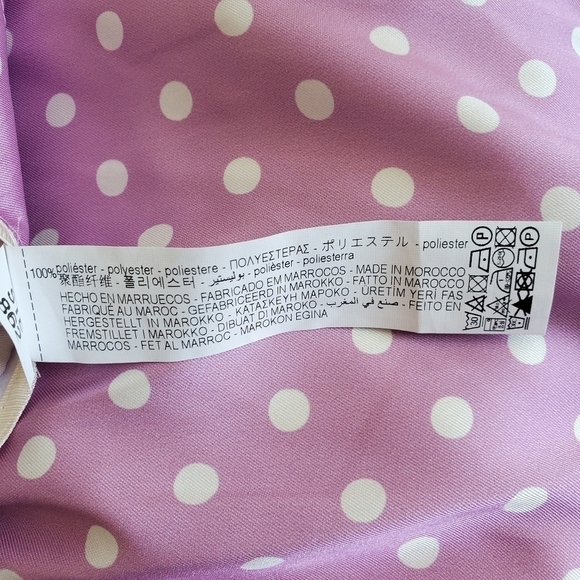 100% poliéster - polyester - poliestere - ΠΟΛΥΕΣΤΕΡΑΣ - ポリエステル - poliester
聚酯纤维 - 폴리에스터 - بوليستير - poliéster - poliesterra
HECHO EN MARRUECOS - FABRICADO EM MARROCOS - MADE IN MOROCCO
FABRIQUÉ AU MAROC - GEFABRICEERD IN MAROKKO - FATTO IN MAROCCO
HERGESTELLT IN MAROKKO - ΚΑΤΑΣΚΕΥΗ ΜΑΡΟΚΟ - ÜRETIM YERİ FAS
FREMSTILLET I MAROKKO - DIBUAT DI MAROKO - صنع في المغرب - FEITO EN
MARROCOS - FET AL MARROC - MAROKON EGINA